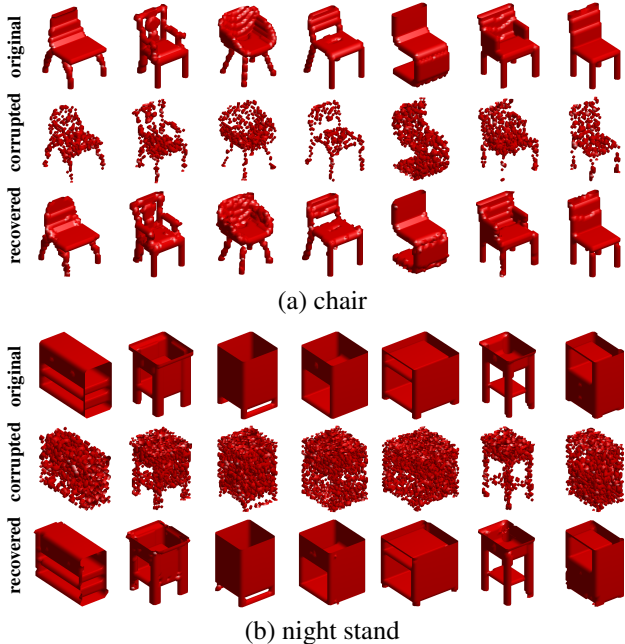 original
corrupted
recovered
(a) chair
original
corrupted
recovered
(b) night stand